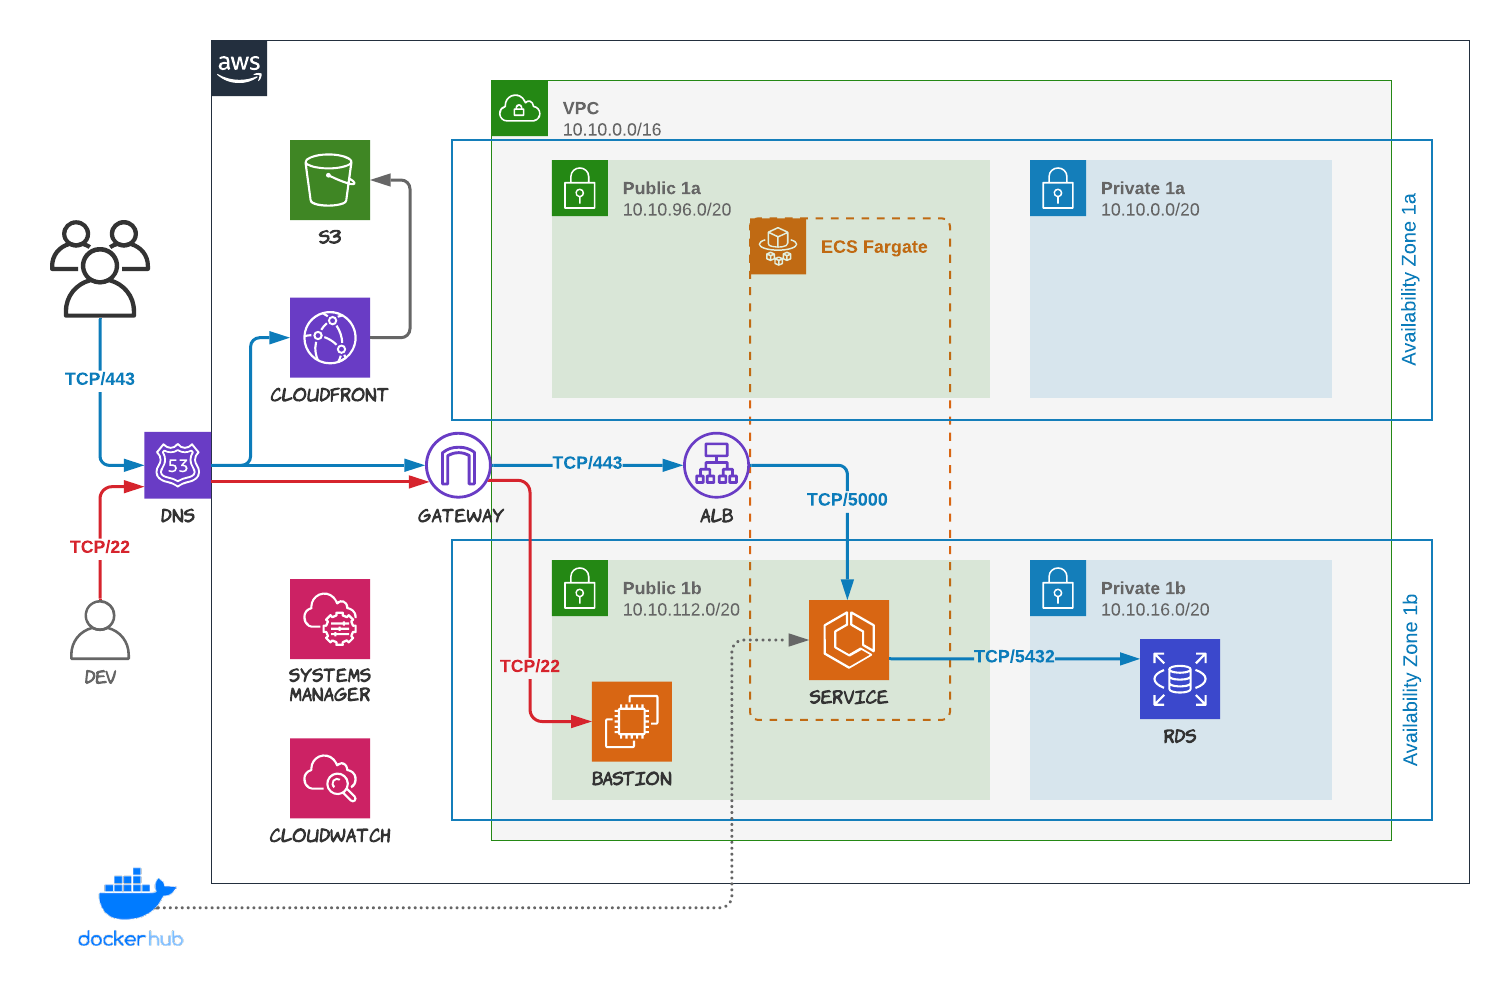 aws
VPC
10.10.0.0/16
Public 1a
10.10.96.0/20
Private 1a
10.10.0.0/20
ECS Fargate
Availability Zone 1a
S3
CLOUDFRONT
TCP/443
53
DNS
GATEWAY
TCP/443
ALB
TCP/5000
TCP/22
DEV
SYSTEMS
MANAGER
CLOUDWATCH
Public 1b
10.10.112.0/20
Private 1b
10.10.16.0/20
Availability Zone 1b
TCP/22
BASTION
SERVICE
TCP/5432
RDS
docker hub